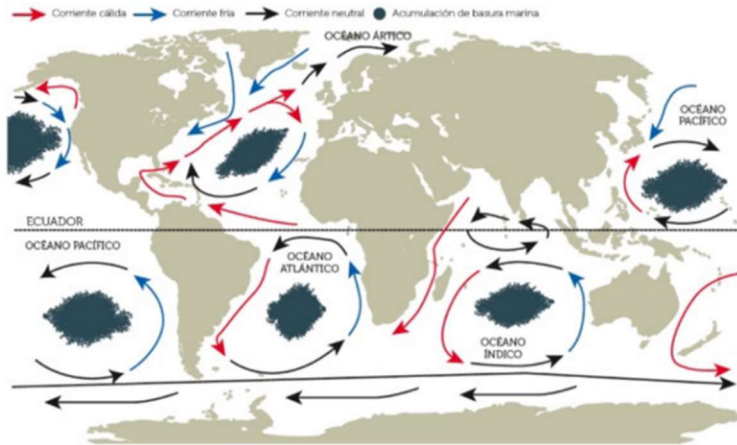 Corriente cálida Corriente fría Corriente neutral Acumulación de basura marina
OCÉANO ÁRTICO
OCÉANO
PACÍFICO
ECUADOR
OCÉANO PACÍFICO
OCÉANO
ATLÁNTICO
OCÉANO
ÍNDICO